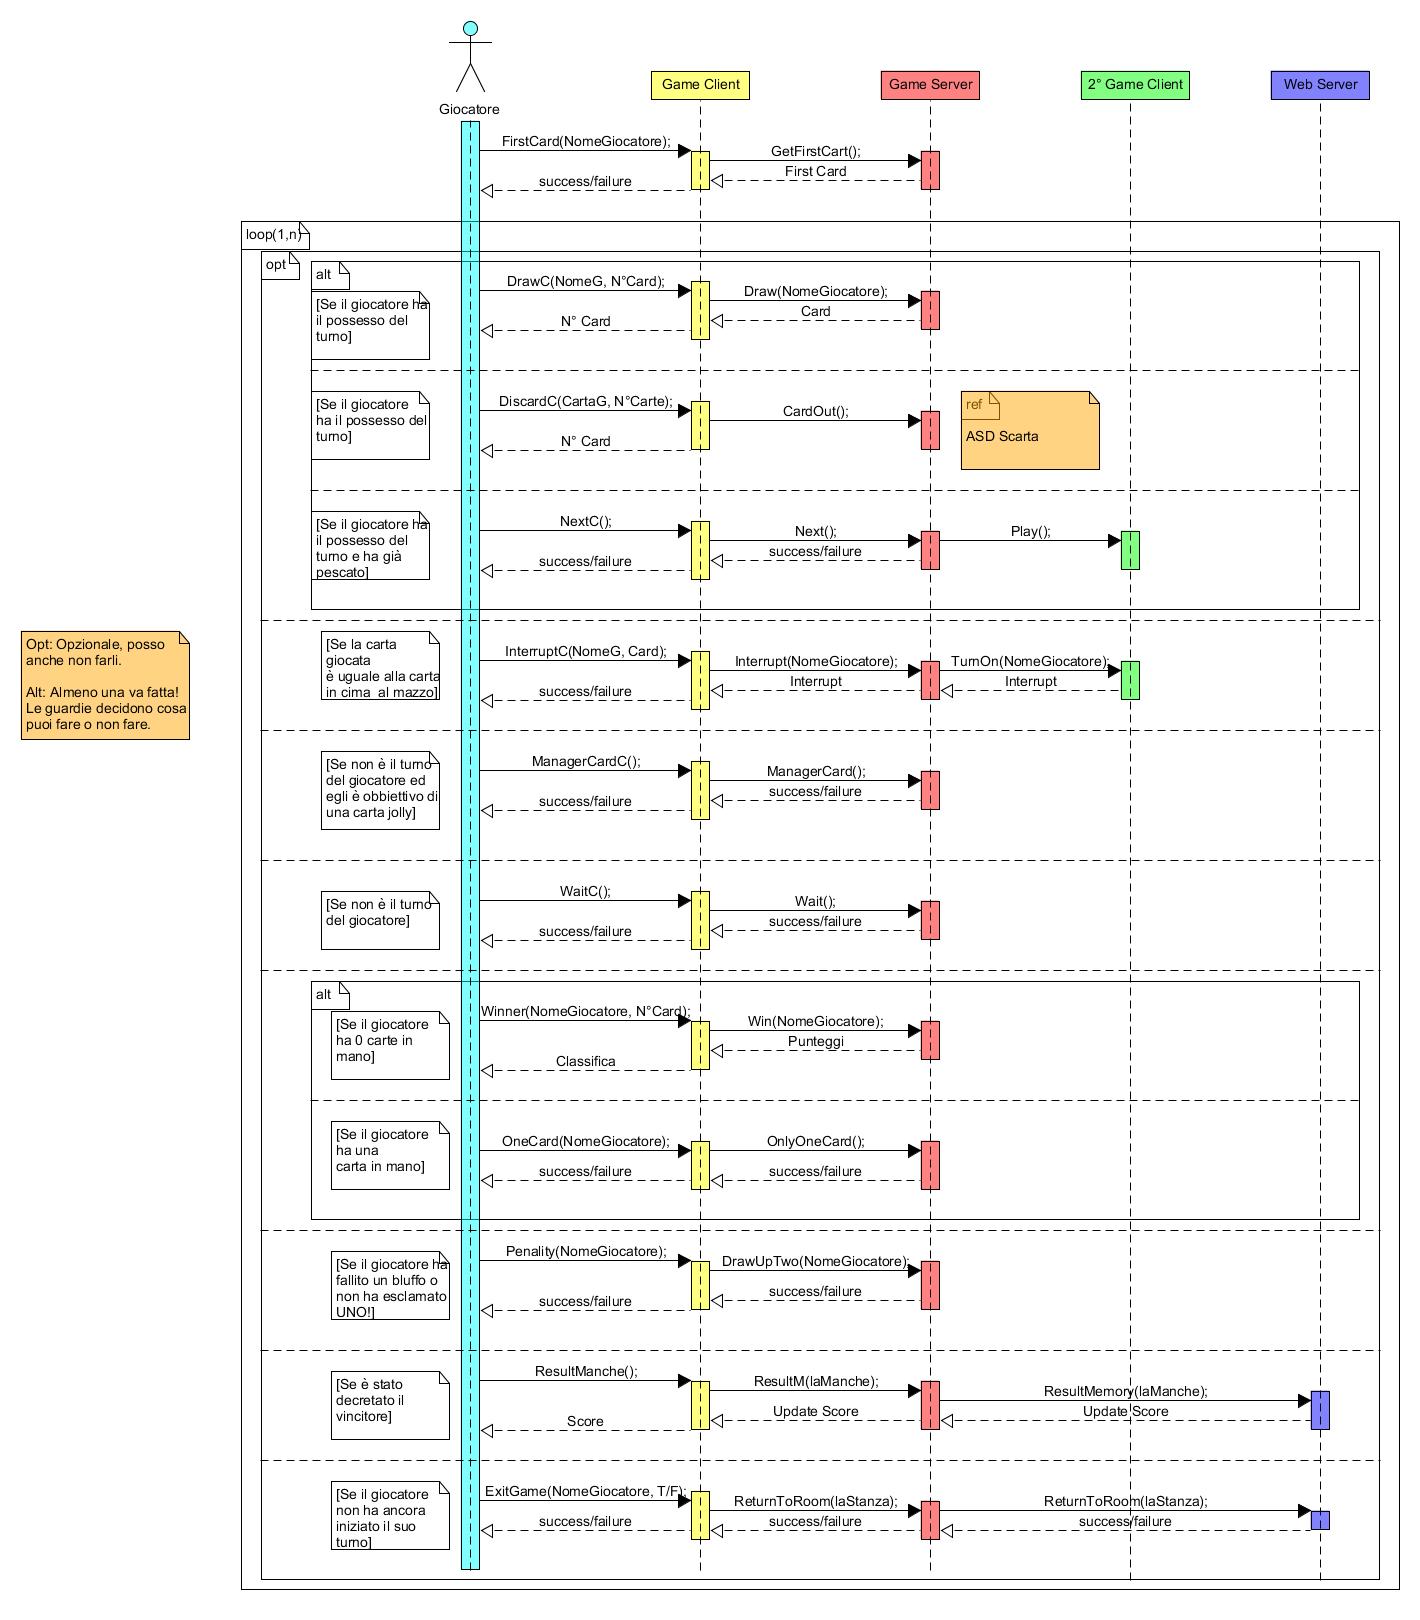 Giocatore
Game Client
Game Server
2° Game Client
Web Server
FirstCard(NomeGiocatore);
GetFirstCart();
First Card
success/failure
loop(1,n)
opt
alt
[Se il giocatore ha
il possesso del
turno]
DrawC(NomeG, N°Card);
Draw(NomeGiocatore);
Card
N° Card
[Se il giocatore
ha il possesso del
turno]
DiscardC(CartaG, N°Carte);
CardOut();
N° Card
ref
ASD Scarta
[Se il giocatore ha
il possesso del
turno e ha già
pescato]
NextC();
Next();
Play();
success/failure
success/failure
Opt: Opzionale, posso
anche non farli.
Alt: Almeno una va fatta!
Le guardie decidono cosa
puoi fare o non fare.
[Se la carta
giocata
è uguale alla carta
in cima al mazzo]
InterruptC(NomeG, Card);
Interrupt(NomeGiocatore);
TurnOn(NomeGiocatore);
Interrupt
Interrupt
success/failure
[Se non è il turno
del giocatore ed
egli è obbiettivo di
una carta jolly]
ManagerCardC();
ManagerCard();
success/failure
success/failure
[Se non è il turno
del giocatore]
WaitC();
Wait();
success/failure
success/failure
alt
[Se il giocatore
ha 0 carte in
mano]
Winner(NomeGiocatore, N°Card);
Win(NomeGiocatore);
Punteggi
Classifica
[Se il giocatore
ha una
carta in mano]
OneCard(NomeGiocatore);
OnlyOneCard();
success/failure
success/failure
[Se il giocatore ha
fallito un bluffo o
non ha esclamato
UNO!]
Penality(NomeGiocatore);
DrawUpTwo(NomeGiocatore);
success/failure
success/failure
[Se è stato
decretato il
vincitore]
ResultManche();
ResultM(laManche);
ResultMemory(laManche);
Update Score
Update Score
Score
[Se il giocatore
non ha ancora
iniziato il suo
turno]
ExitGame(NomeGiocatore, T/F);
ReturnToRoom(laStanza);
ReturnToRoom(laStanza);
success/failure
success/failure
success/failure